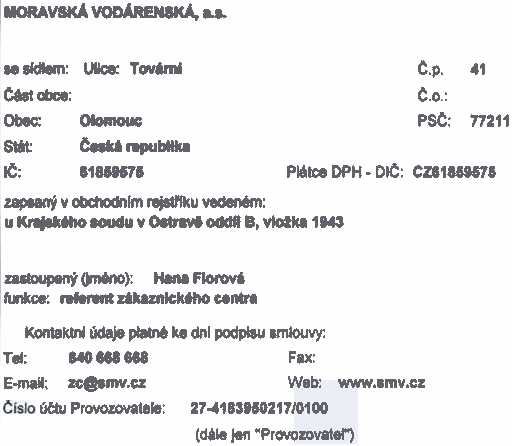 MORAVSKÁ VODÁRENSKÁ, a.s.
se sídlem: Ulice: Tovární Č.p. 41
Část obce: Č.o.:
Obec: Olomouc PSČ: 77211
Stát: Česká republika
IČ: 61859575 Plátce DPH - DIČ: CZ61859575
zapsaný v obchodním rejstříku vedeném:
u Krajského soudu v Ostravě oddíl B, vložka 1943
zastoupený (jméno): Hana Fiorová
funkce: referent zákaznického centra
Kontaktní údaje platné ke dni podpisu smlouvy:
Tel: 840 668 668 Fax:
E-mail: zc@smv.cz Web: www.smv.cz
Číslo účtu Provozovatele: 27-4163950217/0100
(dále jen "Provozovatel")